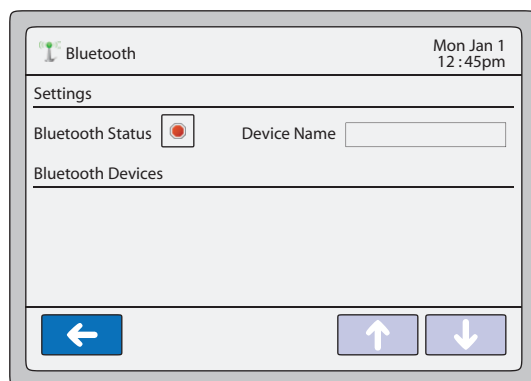 Bluetooth
Mon Jan 1
12:45pm
Settings
Bluetooth Status
Device Name
Bluetooth Devices